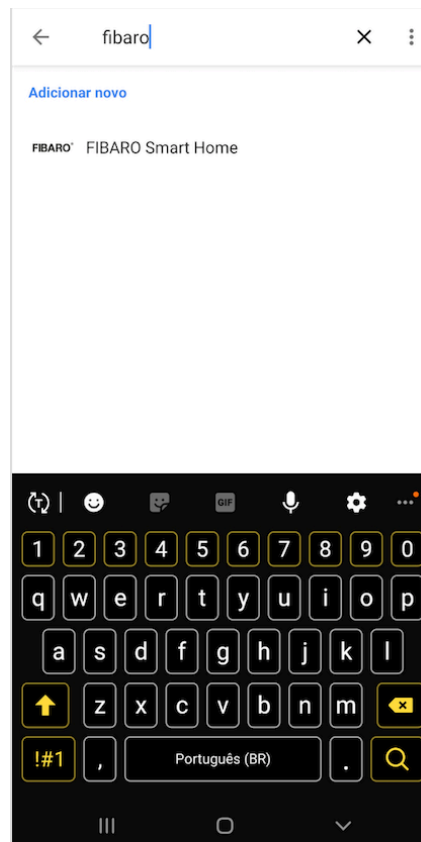 fibaro
Adicionar novo
FIBARO FIBARO Smart Home
GIF
1 2 3 4 5 6 7 8 9 0
q w e r t y u i o p
a s d f g h j k l
z x c v b n m
!#1 , Português (BR) .